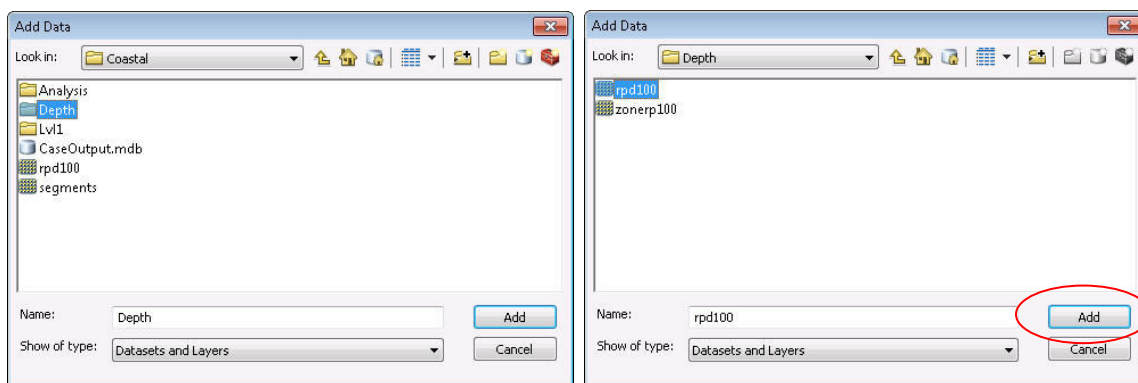 Add Data
Look in: Coastal
Analysis
Depth
Lvl1
CaseOutput.mdb
rpd100
segments
Name: Depth Add
Show of type: Datasets and Layers Cancel
Add Data
Look in: Depth
rpd100
zonerp100
Name: rpd100 Add
Show of type: Datasets and Layers Cancel